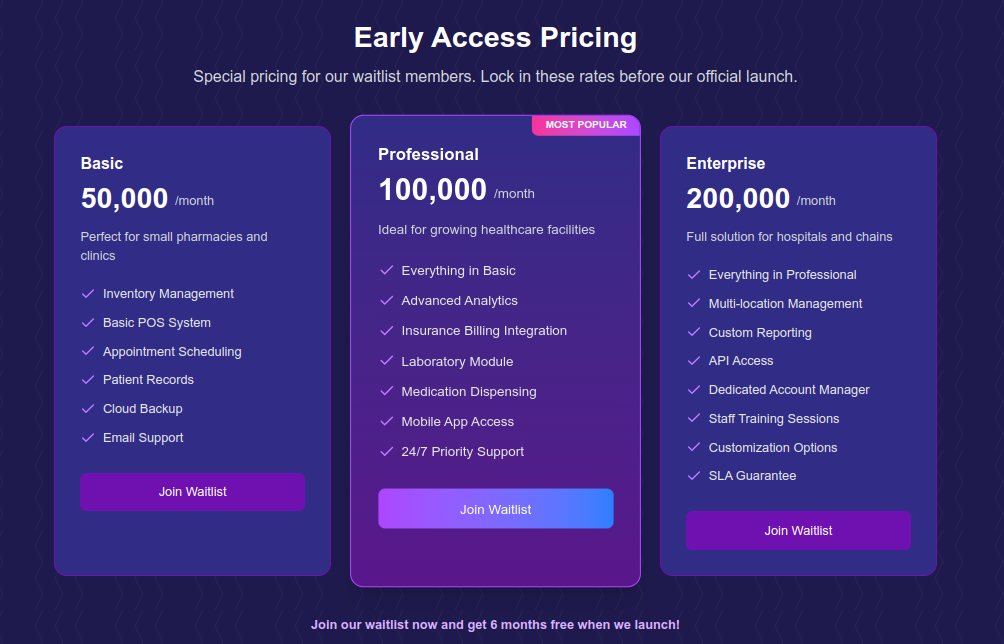 Early Access Pricing
Special pricing for our waitlist members. Lock in these rates before our official launch.
Basic
50,000 /month
Perfect for small pharmacies and
clinics
Inventory Management
Basic POS System
Appointment Scheduling
Patient Records
Cloud Backup
Email Support
Join Waitlist
MOST POPULAR
Professional
100,000 /month
Ideal for growing healthcare facilities
Everything in Basic
Advanced Analytics
Insurance Billing Integration
Laboratory Module
Medication Dispensing
Mobile App Access
24/7 Priority Support
Join Waitlist
Enterprise
200,000 /month
Full solution for hospitals and chains
Everything in Professional
Multi-location Management
Custom Reporting
API Access
Dedicated Account Manager
Staff Training Sessions
Customization Options
SLA Guarantee
Join Waitlist
Join our waitlist now and get 6 months free when we launch!